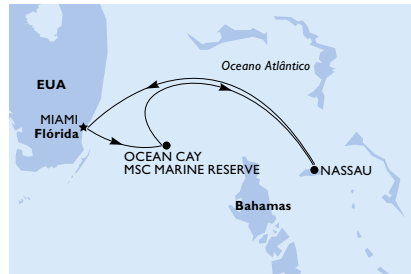 Oceano Atlântico
EUA
MIAMI
Flórida
OCEAN CAY
MSC MARINE RESERVE
NASSAU
Bahamas